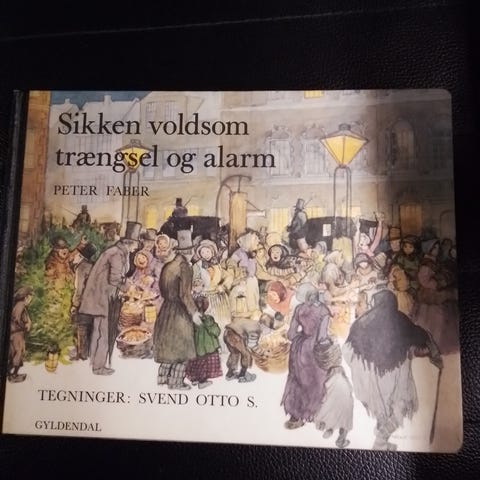 Sikken voldsom
trængsel og alarm
PETER FABER
TEGNINGER: SVEND OTTO S.
GYLDENDAL